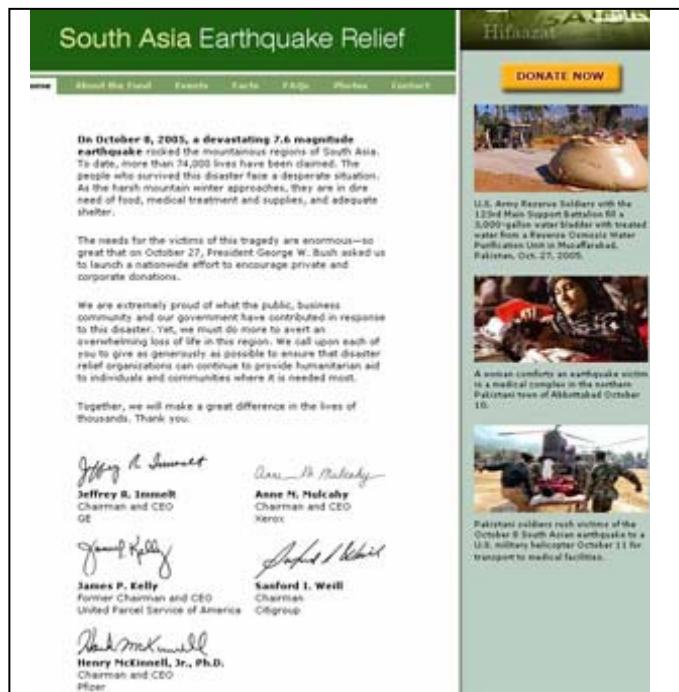 South Asia Earthquake Relief
Hifaazat
ome
About the Fund
Events
Facts
FAQs
Photos
Contact
On October 8, 2005, a devastating 7.6 magnitude
earthquake rocked the mountainous regions of South Asia.
To date, more than 74,000 lives have been claimed. The
people who survived this disaster face a desperate situation.
As the harsh mountain winter approaches, they are in dire
need of food, medical treatment and supplies, and adequate
shelter.
The needs for the victims of this tragedy are enormous—so
great that on October 27, President George W. Bush asked us
to launch a nationwide effort to encourage private and
corporate donations.
We are extremely proud of what the public, business
community and our government have contributed in response
to this disaster. Yet, we must do more to avert an
overwhelming loss of life in this region. We call upon each of
you to give as generously as possible to ensure that disaster
relief organizations can continue to provide humanitarian aid
to individuals and communities where it is needed most.
Together, we will make a great difference in the lives of
thousands. Thank you.
Jeffrey R. Immelt
Jeffrey R. Immelt
Chairman and CEO
GE
Anne M. Mulcahy
Anne M. Mulcahy
Chairman and CEO
Xerox
James P. Kelly
Former Chairman and CEO
United Parcel Service of America
Sanford I. Weill
Chairman
Citigroup
Hank McKinnell
Henry McKinnell, Jr., Ph.D.
Chairman and CEO
Pfizer
DONATE NOW
U.S. Army Reserve Soldiers with the
123rd Main Support Battalion fill a
3,000-gallon water bladder with treated
water from a Reverse Osmosis Water
Purification Unit in Muzaffarabad,
Pakistan, Oct. 27, 2005.
A woman comforts an earthquake victim
in a medical complex in the northern
Pakistani town of Abbottabad October
10.
Pakistani soldiers rush victims of the
October 8 South Asian earthquake to a
U.S. military helicopter October 11 for
transport to medical facilities.